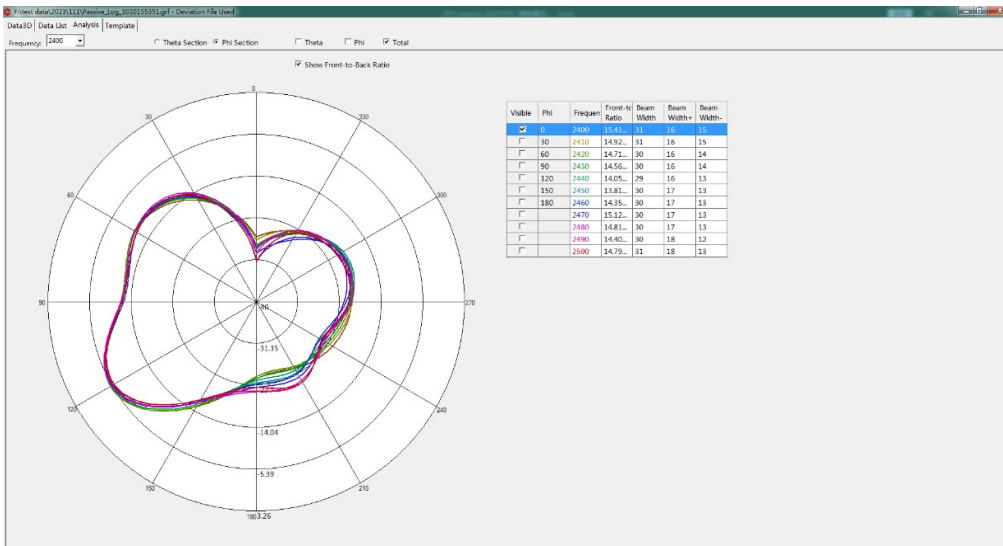 F:\test data\2023\111\Passive_Log_1010155351.grf - Deviation File Used
Data3D Data List Analysis Template
Frequency: 2400 Theta Section Phi Section Theta Phi Total
Show Front-to-Back Ratio
0
30 330
60 300
90 270
120 240
150 210
180
-40
-31.35
-14.04
-5.39
3.26
Visible Phi Frequen Front-to Ratio Beam Width Beam Width+ Beam Width-
0 2400 15.41... 31 16 15
30 2410 14.92... 31 16 15
60 2420 14.71... 30 16 14
90 2430 14.56... 30 16 14
120 2440 14.05... 29 16 13
150 2450 13.81... 30 17 13
180 2460 14.35... 30 17 13
2470 15.12... 30 17 13
2480 14.81... 30 17 13
2490 14.40... 30 18 12
2500 14.79... 31 18 13